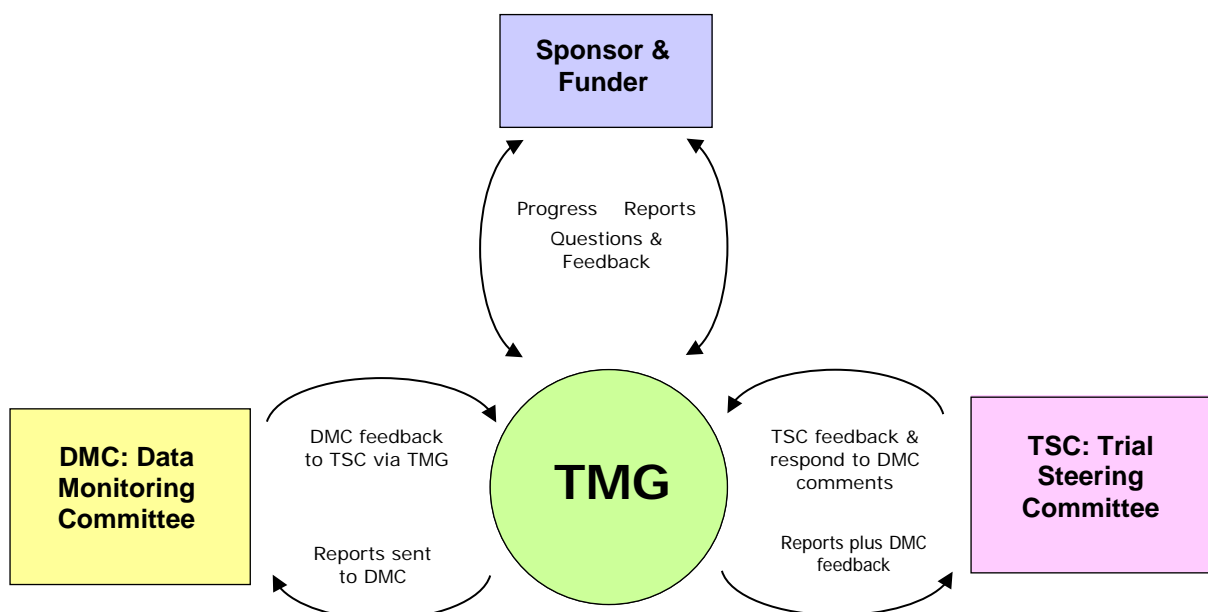 Sponsor &
Funder
Progress Reports
Questions &
Feedback
DMC: Data
Monitoring
Committee
DMC feedback
to TSC via TMG
Reports sent
to DMC
TMG
TSC feedback &
respond to DMC
comments
Reports plus DMC
feedback
TSC: Trial
Steering
Committee